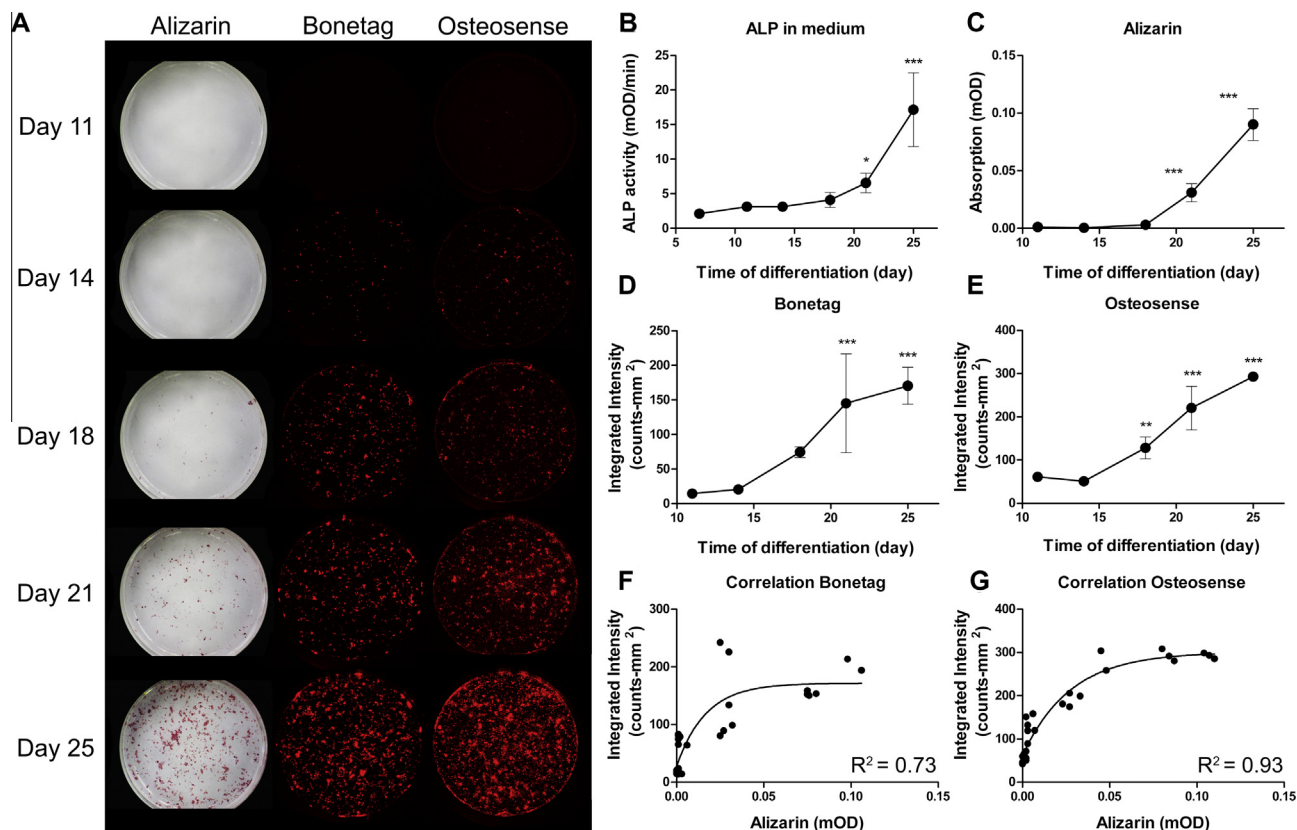 A
Alizarin Bonetag Osteosense
Day 11
Day 14
Day 18
Day 21
Day 25
B
ALP in medium
ALP activity (mOD/min)
25
20
15
10
5
0
5 10 15 20 25
Time of differentiation (day)
*
***
C
Alizarin
Absorption (mOD)
0.15
0.10
0.05
0.00
10 15 20 25
Time of differentiation (day)
***
***
D
Bonetag
Integrated Intensity
(counts-mm 2)
250
200
150
100
50
0
10 15 20 25
Time of differentiation (day)
***
***
E
Osteosense
Integrated Intensity
(counts-mm 2)
400
300
200
100
0
10 15 20 25
Time of differentiation (day)
**
***
***
F
Correlation Bonetag
Integrated Intensity
(counts-mm 2)
300
200
100
0
0.00 0.05 0.10 0.15
Alizarin (mOD)
R2 = 0.73
G
Correlation Osteosense
Integrated Intensity
(counts-mm 2)
400
300
200
100
0
0.00 0.05 0.10 0.15
Alizarin (mOD)
R2 = 0.93